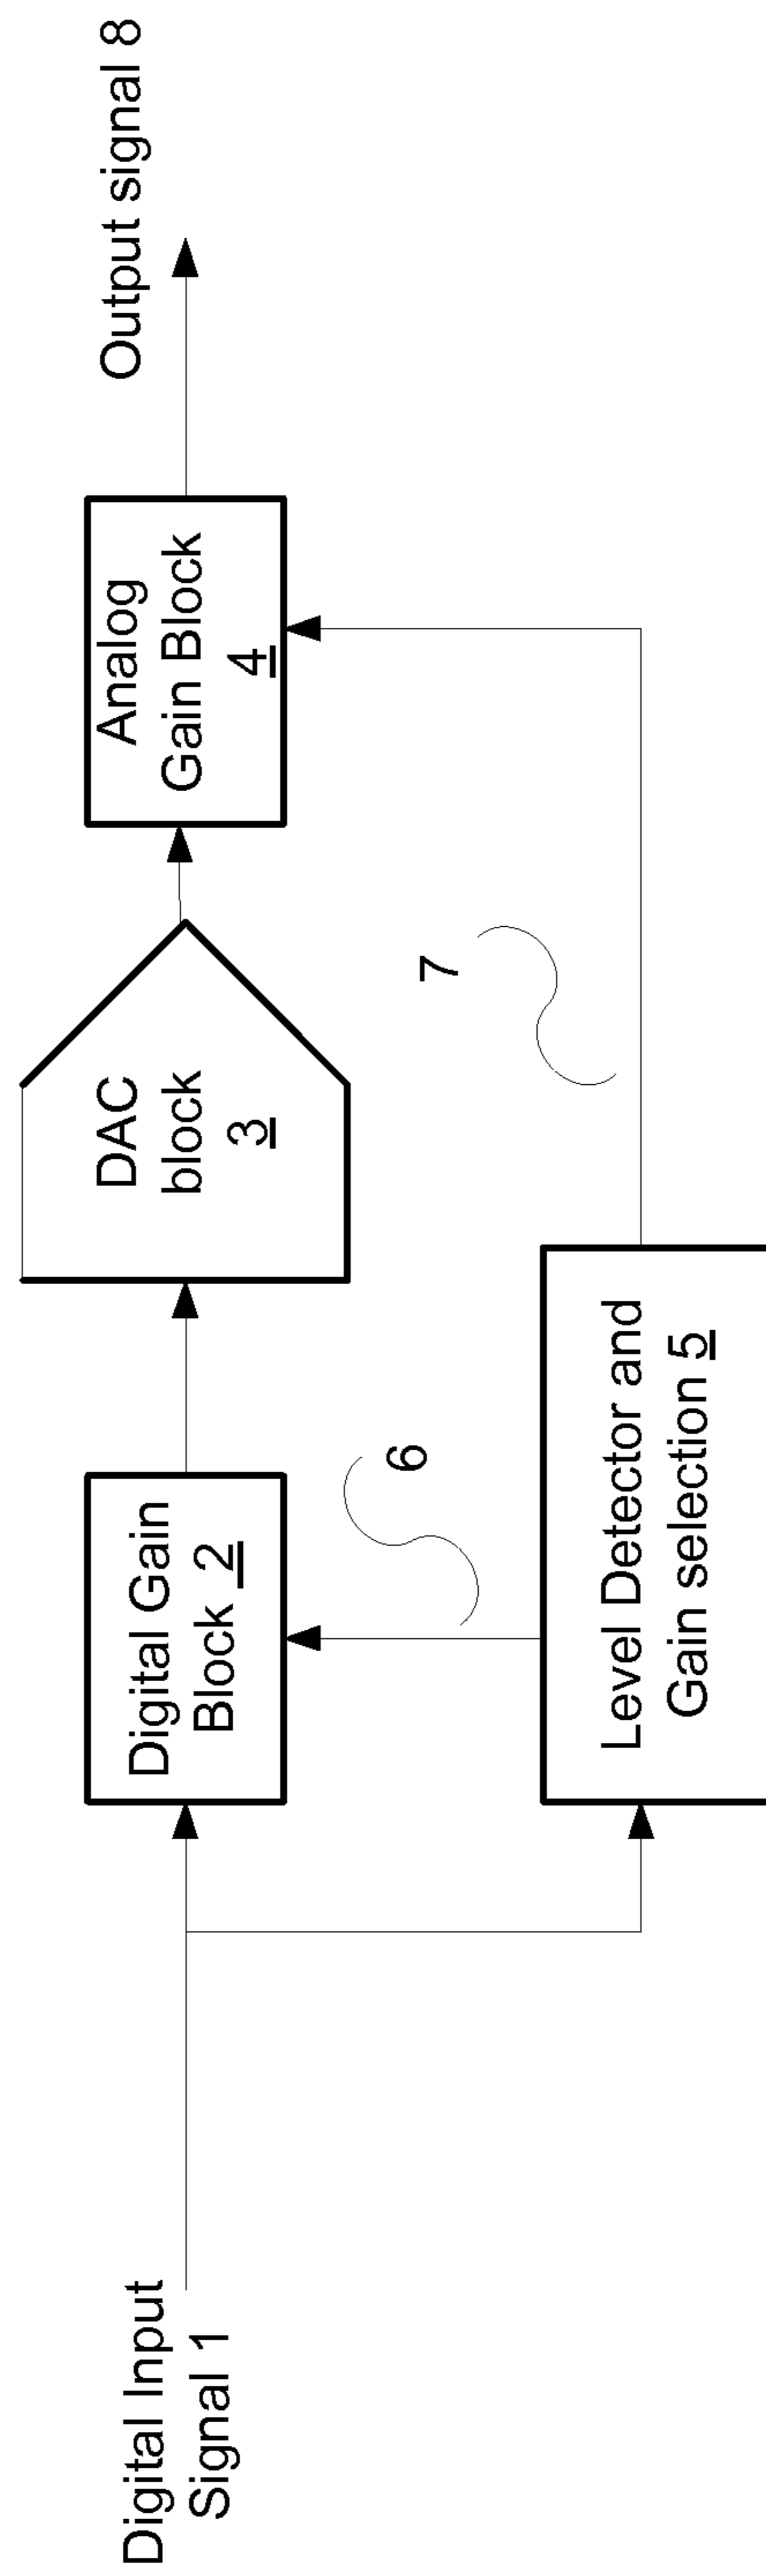 Digital Input
Signal 1
Digital Gain
Block 2
DAC
block
3
Analog
Gain Block
4
Output signal 8
6
7
Level Detector and
Gain selection 5